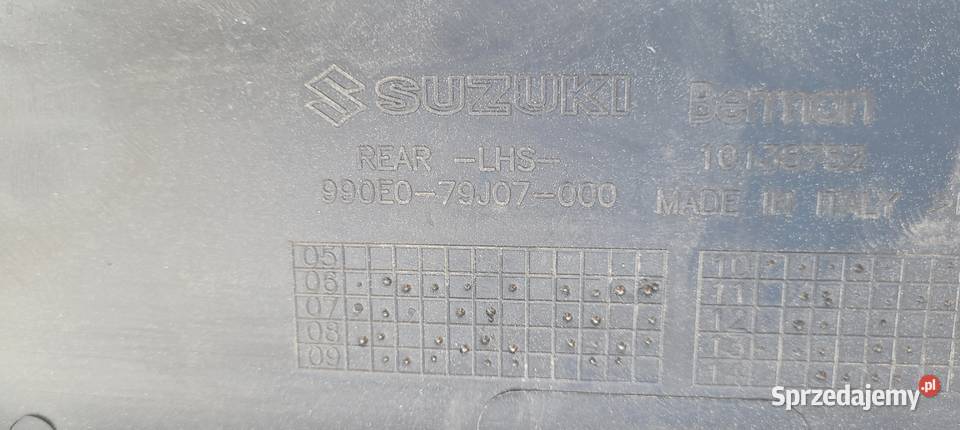 SUZUKI
REAR -LHS-
990E0-79J07-000
Berman
10136752
MADE IN ITALY
05
06
07
08
09
10
11
12
13
14
Sprzedajemy.pl